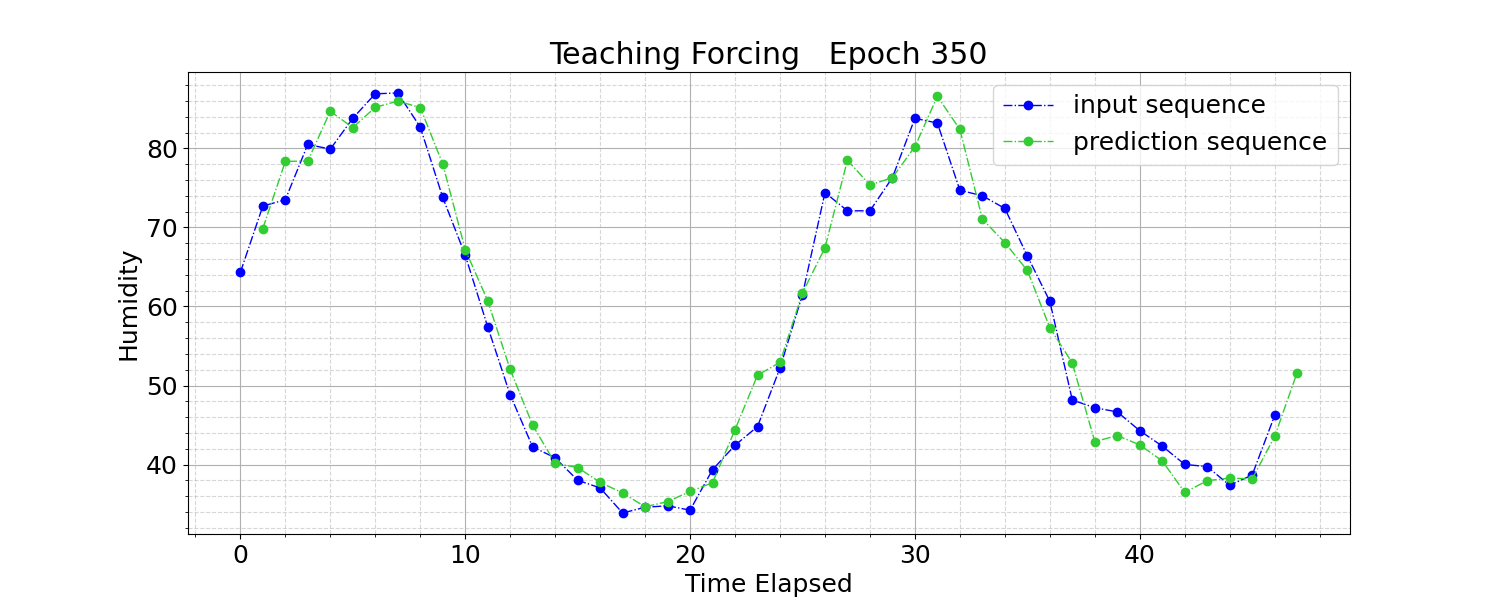 Teaching Forcing   Epoch 350
input sequence
prediction sequence
Humidity
80
70
60
50
40
0 10 20 30 40
Time Elapsed